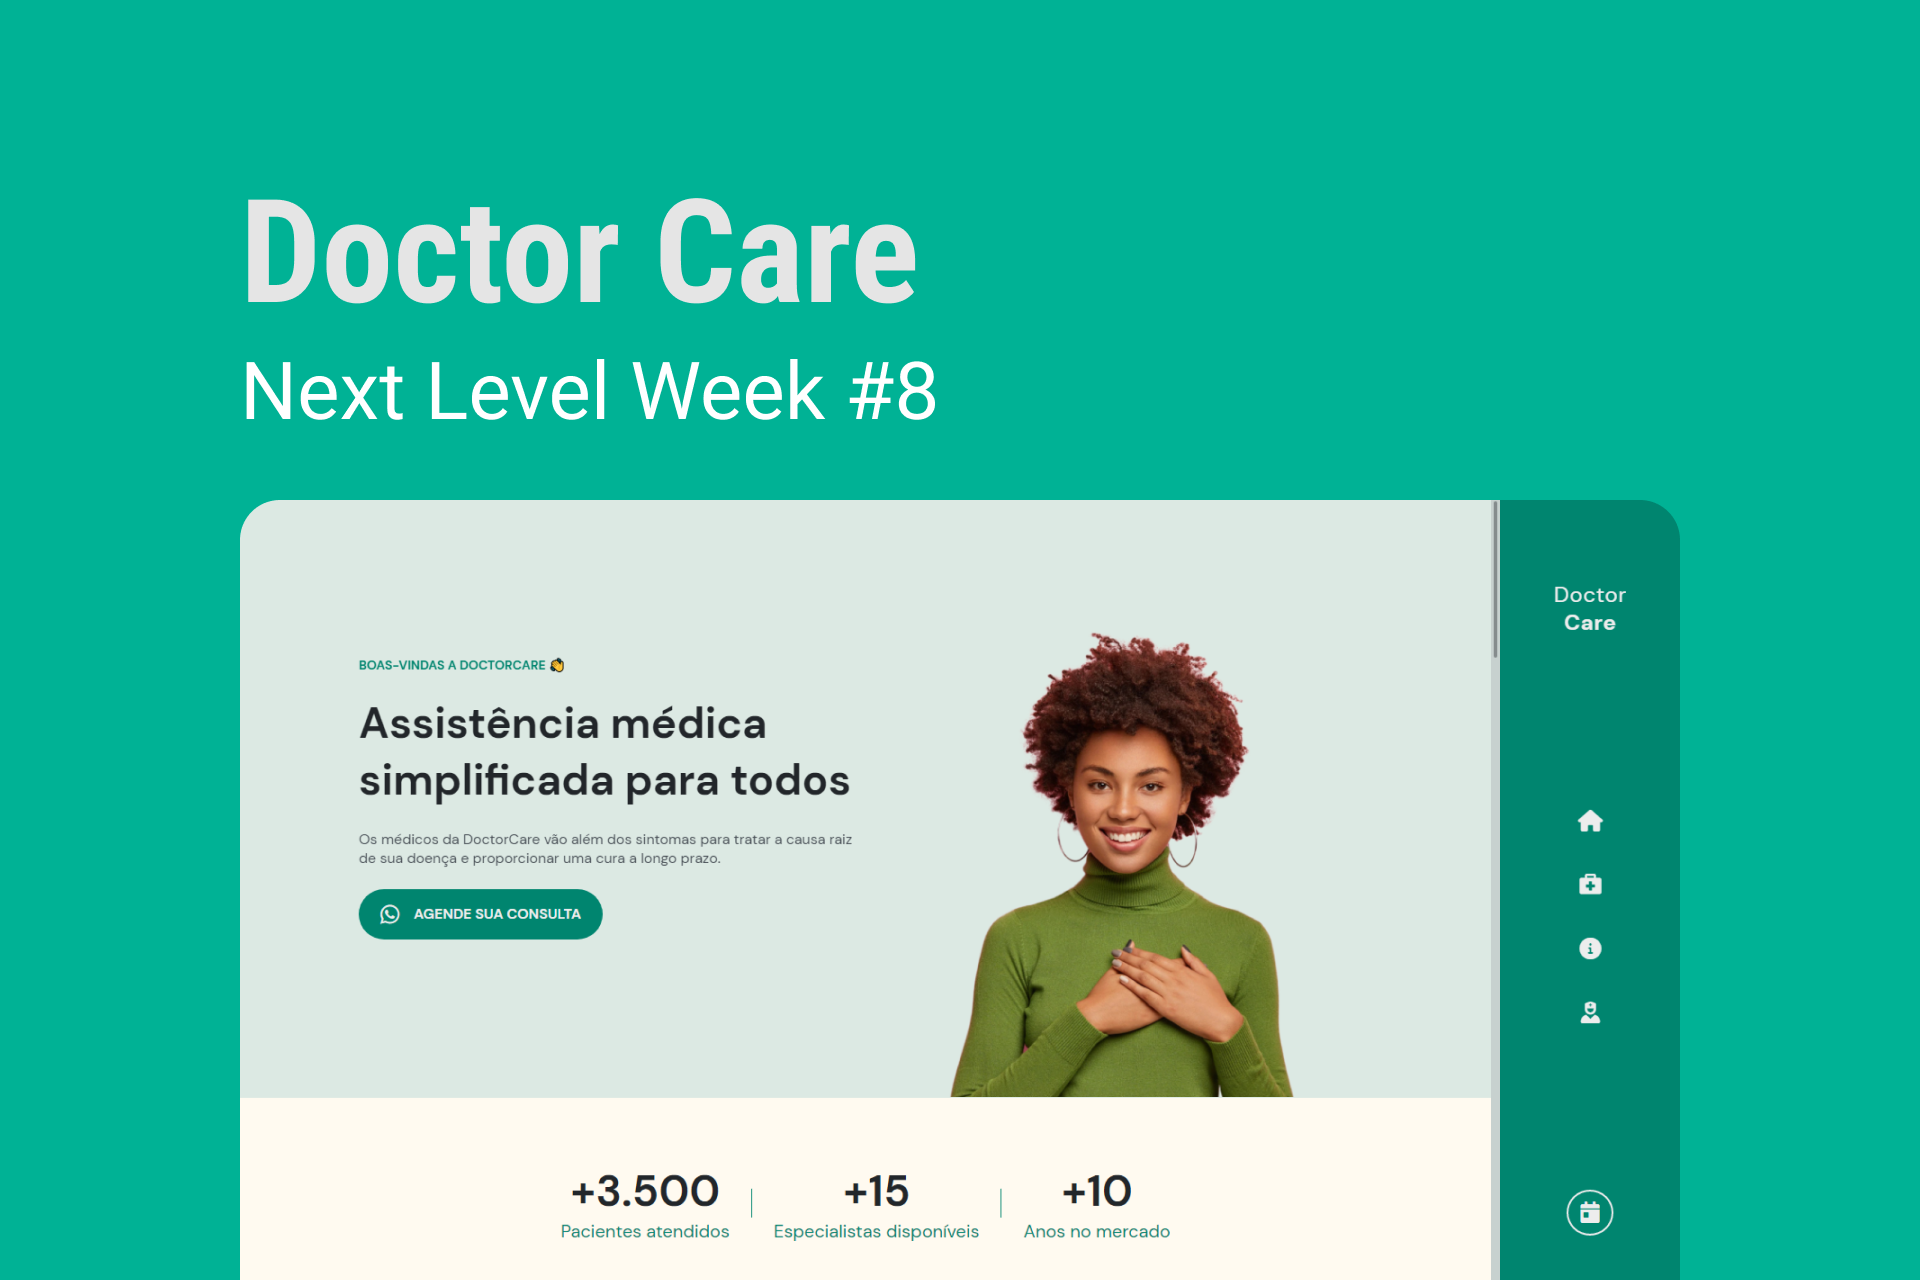 Doctor Care
Next Level Week #8
Doctor
Care
BOAS-VINDAS A DOCTORCARE 👋
Assistência médica
simplificada para todos
Os médicos da DoctorCare vão além dos sintomas para tratar a causa raiz
de sua doença e proporcionar uma cura a longo prazo.
AGENDE SUA CONSULTA
+3.500
Pacientes atendidos
+15
Especialistas disponíveis
+10
Anos no mercado